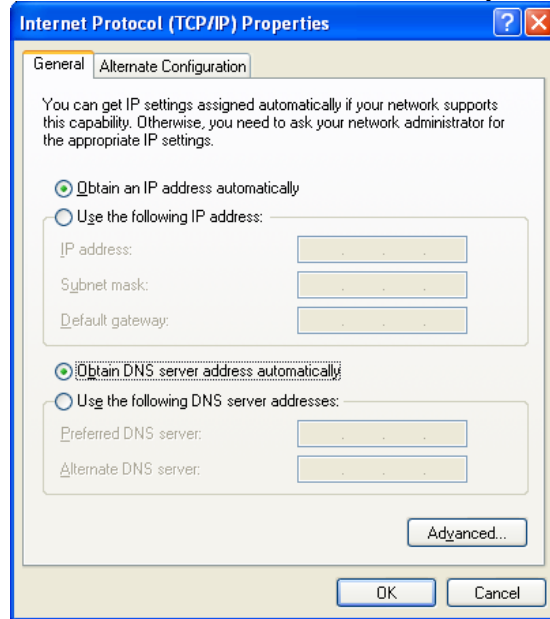 Internet Protocol (TCP/IP) Properties
General
Alternate Configuration
You can get IP settings assigned automatically if your network supports
this capability. Otherwise, you need to ask your network administrator for
the appropriate IP settings.
Obtain an IP address automatically
Use the following IP address:
IP address:
Subnet mask:
Default gateway:
Obtain DNS server address automatically
Use the following DNS server addresses:
Preferred DNS server:
Alternate DNS server:
Advanced...
OK
Cancel